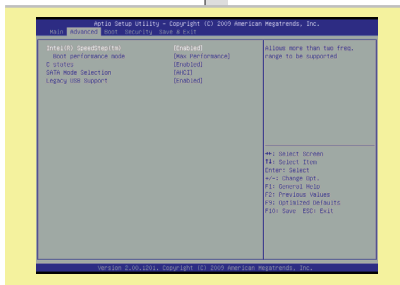 Aptio Setup Utility – Copyright (C) 2009 American Megatrends, Inc.
Main Advanced Boot Security Save & Exit
Intel(R) SpeedStep(tm) [Enabled]
Boot performance mode [Max Performance]
C states [Enabled]
SATA Mode Selection [AHCI]
Legacy USB Support [Enabled]
Allows more than two freq.
range to be supported
↔: Select Screen
↑↓: Select Item
Enter: Select
+/-: Change Opt.
F1: General Help
F2: Previous Values
F9: Optimized Defaults
F10: Save ESC: Exit
Version 2.00.1201. Copyright (C) 2009 American Megatrends, Inc.